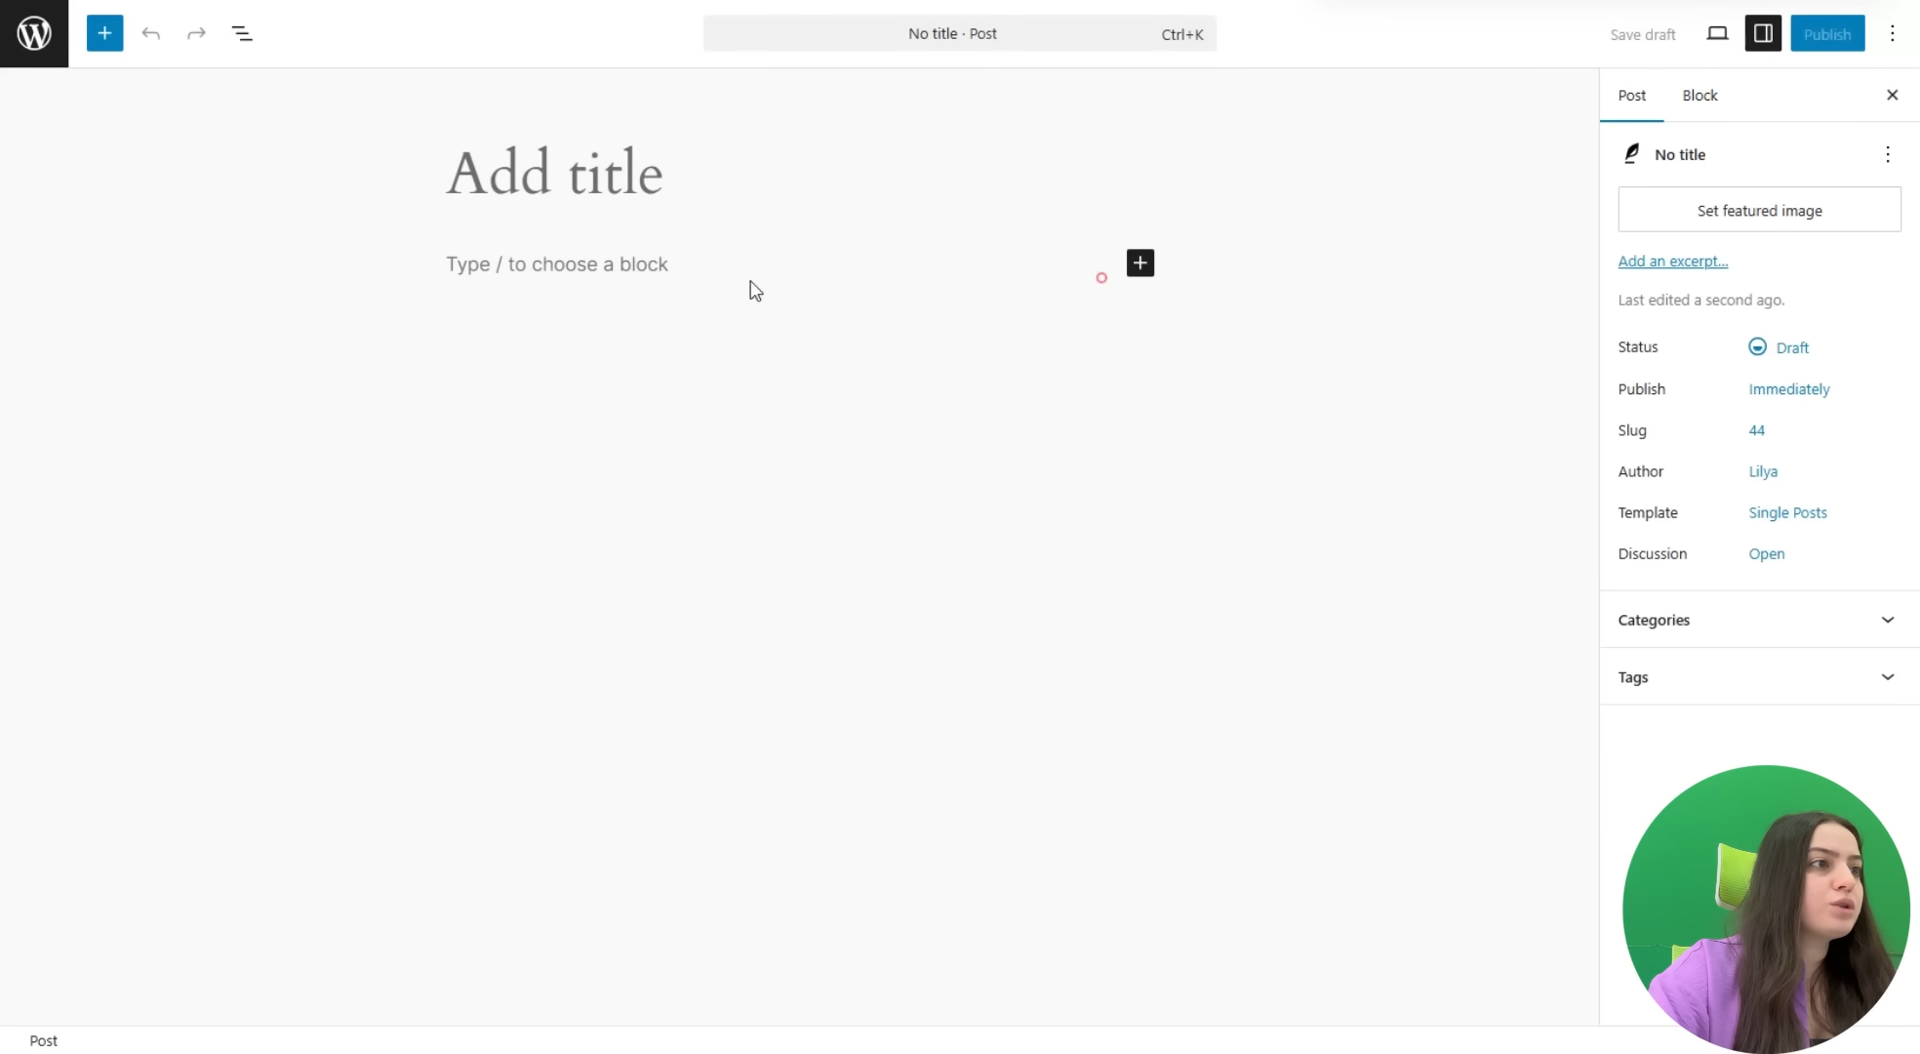 No title · Post
Ctrl+K
Save draft
Publish
Post
Block
Add title
No title
Set featured image
Type / to choose a block
Add an excerpt...
Last edited a second ago.
Status
Draft
Publish
Immediately
Slug
44
Author
Lilya
Template
Single Posts
Discussion
Open
Categories
Tags
Post